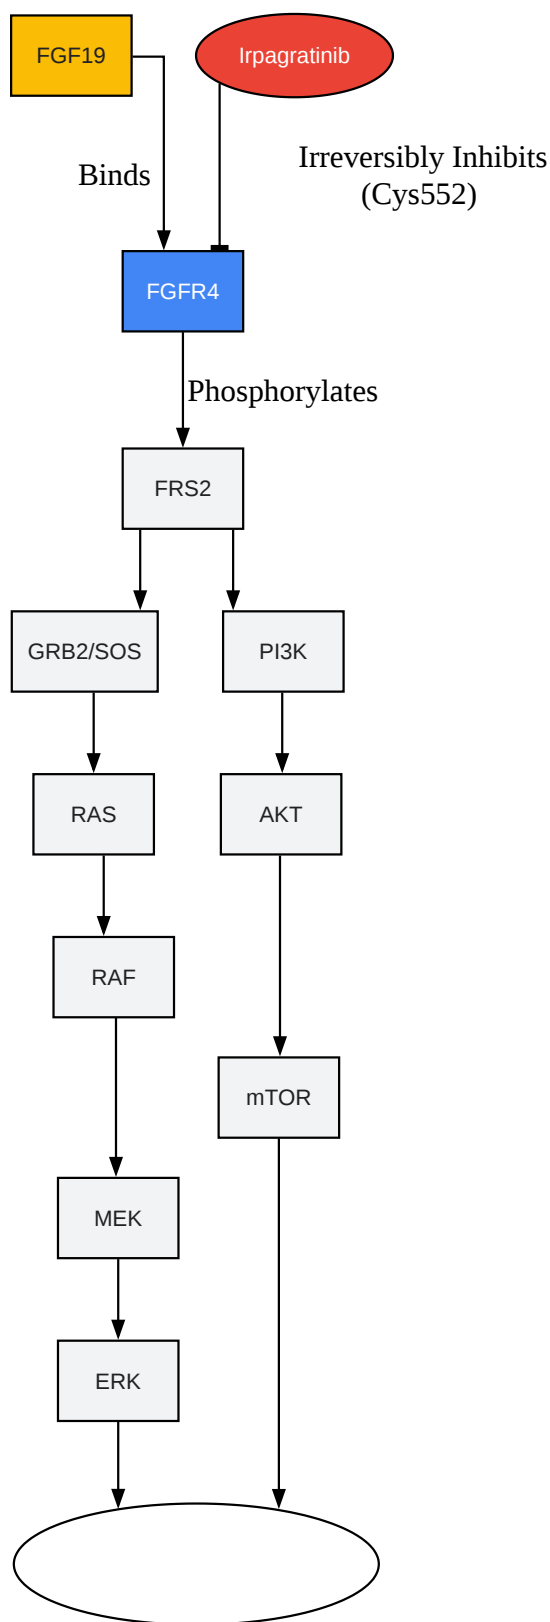 FGF19
Irpagratinib
Binds
Irreversibly Inhibits
(Cys552)
FGFR4
Phosphorylates
FRS2
GRB2/SOS
PI3K
RAS
AKT
RAF
mTOR
MEK
ERK